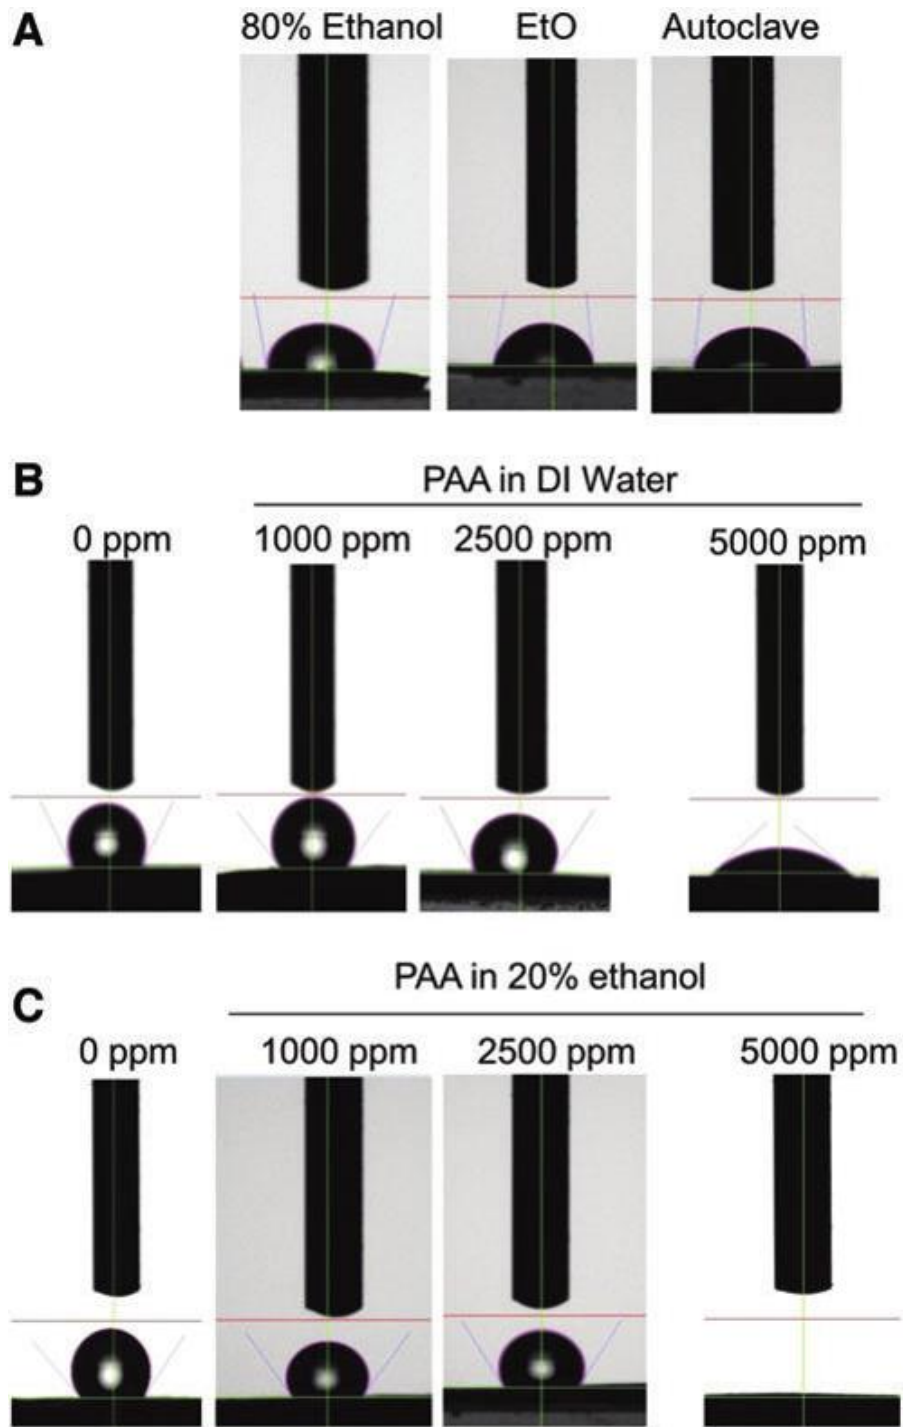 A
80% Ethanol EtO Autoclave
B
PAA in DI Water
0 ppm 1000 ppm 2500 ppm 5000 ppm
C
PAA in 20% ethanol
0 ppm 1000 ppm 2500 ppm 5000 ppm